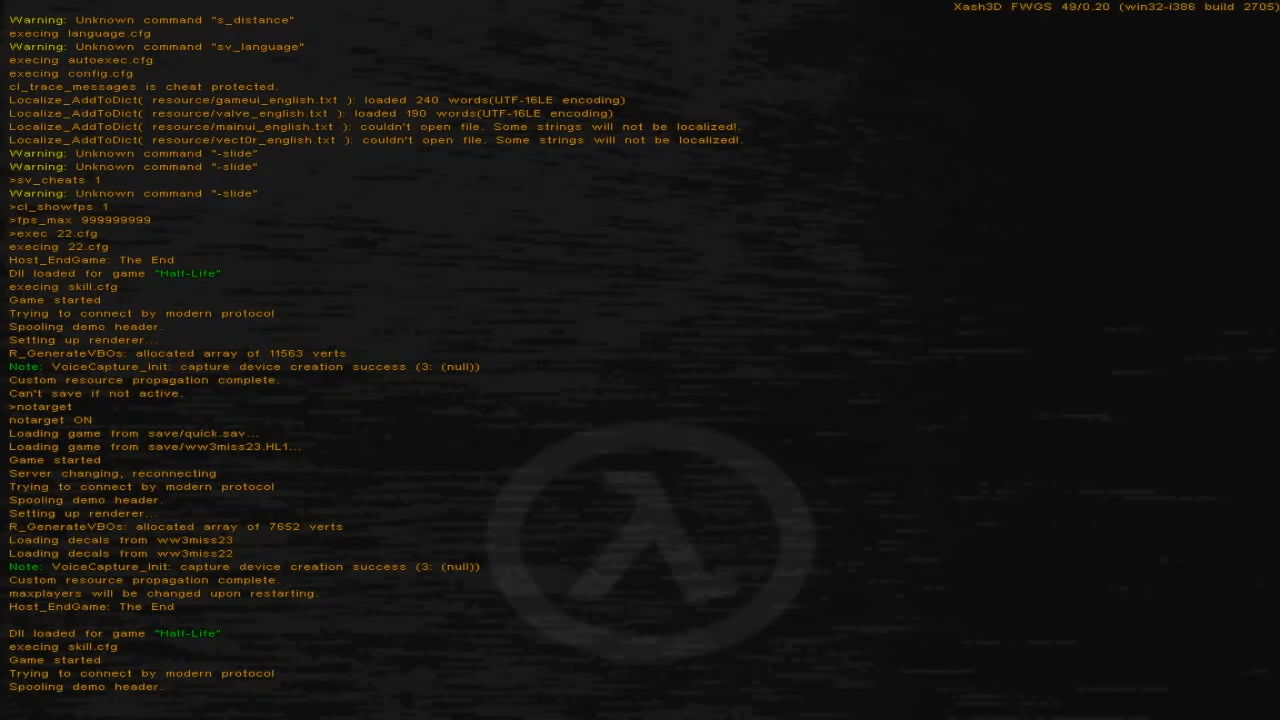 Xash3D FWGS 49/0.20 (win32-i386 build 2705)
Warning: Unknown command "s_distance"
execing language.cfg
Warning: Unknown command "sv_language"
execing autoexec.cfg
execing config.cfg
cl_trace_messages is cheat protected.
Localize_AddToDict( resource/gameui_english.txt ): loaded 240 words(UTF-16LE encoding)
Localize_AddToDict( resource/valve_english.txt ): loaded 190 words(UTF-16LE encoding)
Localize_AddToDict( resource/mainui_english.txt ): couldn't open file. Some strings will not be localized!.
Localize_AddToDict( resource/vect0r_english.txt ): couldn't open file. Some strings will not be localized!.
Warning: Unknown command "-slide"
Warning: Unknown command "-slide"
>sv_cheats 1
Warning: Unknown command "-slide"
>cl_showfps 1
>fps_max 999999999
>exec 22.cfg
execing 22.cfg
Host_EndGame: The End
Dll loaded for game "Half-Life"
execing skill.cfg
Game started
Trying to connect by modern protocol
Spooling demo header.
Setting up renderer...
R_GenerateVBOs: allocated array of 11563 verts
Note: VoiceCapture_Init: capture device creation success (3: (null))
Custom resource propagation complete.
Can't save if not active.
>notarget
notarget ON
Loading game from save/quick.sav...
Loading game from save/ww3miss23.HL1...
Game started
Server changing, reconnecting
Trying to connect by modern protocol
Spooling demo header.
Setting up renderer...
R_GenerateVBOs: allocated array of 7652 verts
Loading decals from ww3miss23
Loading decals from ww3miss22
Note: VoiceCapture_Init: capture device creation success (3: (null))
Custom resource propagation complete.
maxplayers will be changed upon restarting.
Host_EndGame: The End
Dll loaded for game "Half-Life"
execing skill.cfg
Game started
Trying to connect by modern protocol
Spooling demo header.